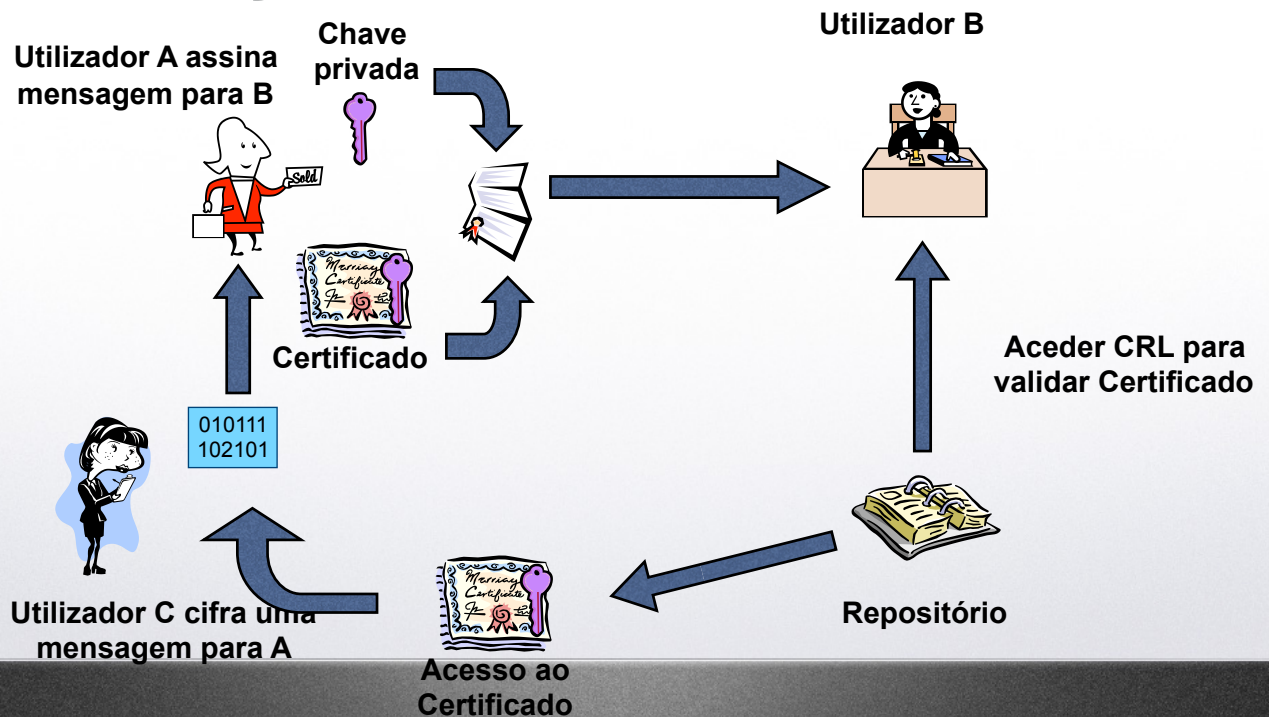 Utilizador A assina
mensagem para B
Chave
privada
Utilizador B
Sold
Marriage
Certificate
Certificado
Aceder CRL para
validar Certificado
010111
102101
Utilizador C cifra uma
mensagem para A
Marriage
Certificate
Acesso ao
Certificado
Repositório